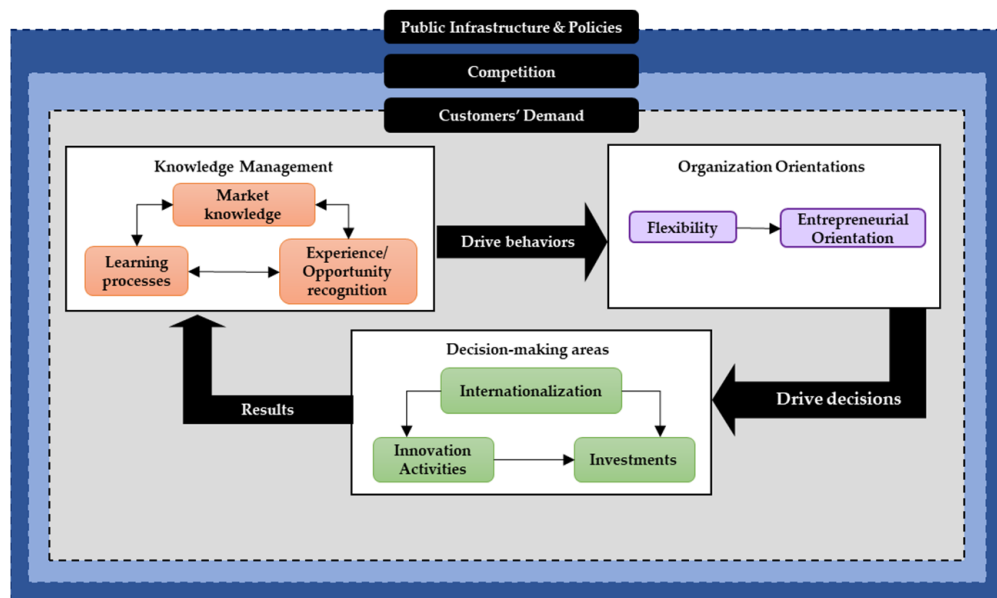 Public Infrastructure & Policies
Competition
Customers’ Demand
Knowledge Management
Market
knowledge
Learning
processes
Experience/
Opportunity
recognition
Drive behaviors
Organization Orientations
Flexibility
Entrepreneurial
Orientation
Decision-making areas
Internationalization
Innovation
Activities
Investments
Drive decisions
Results